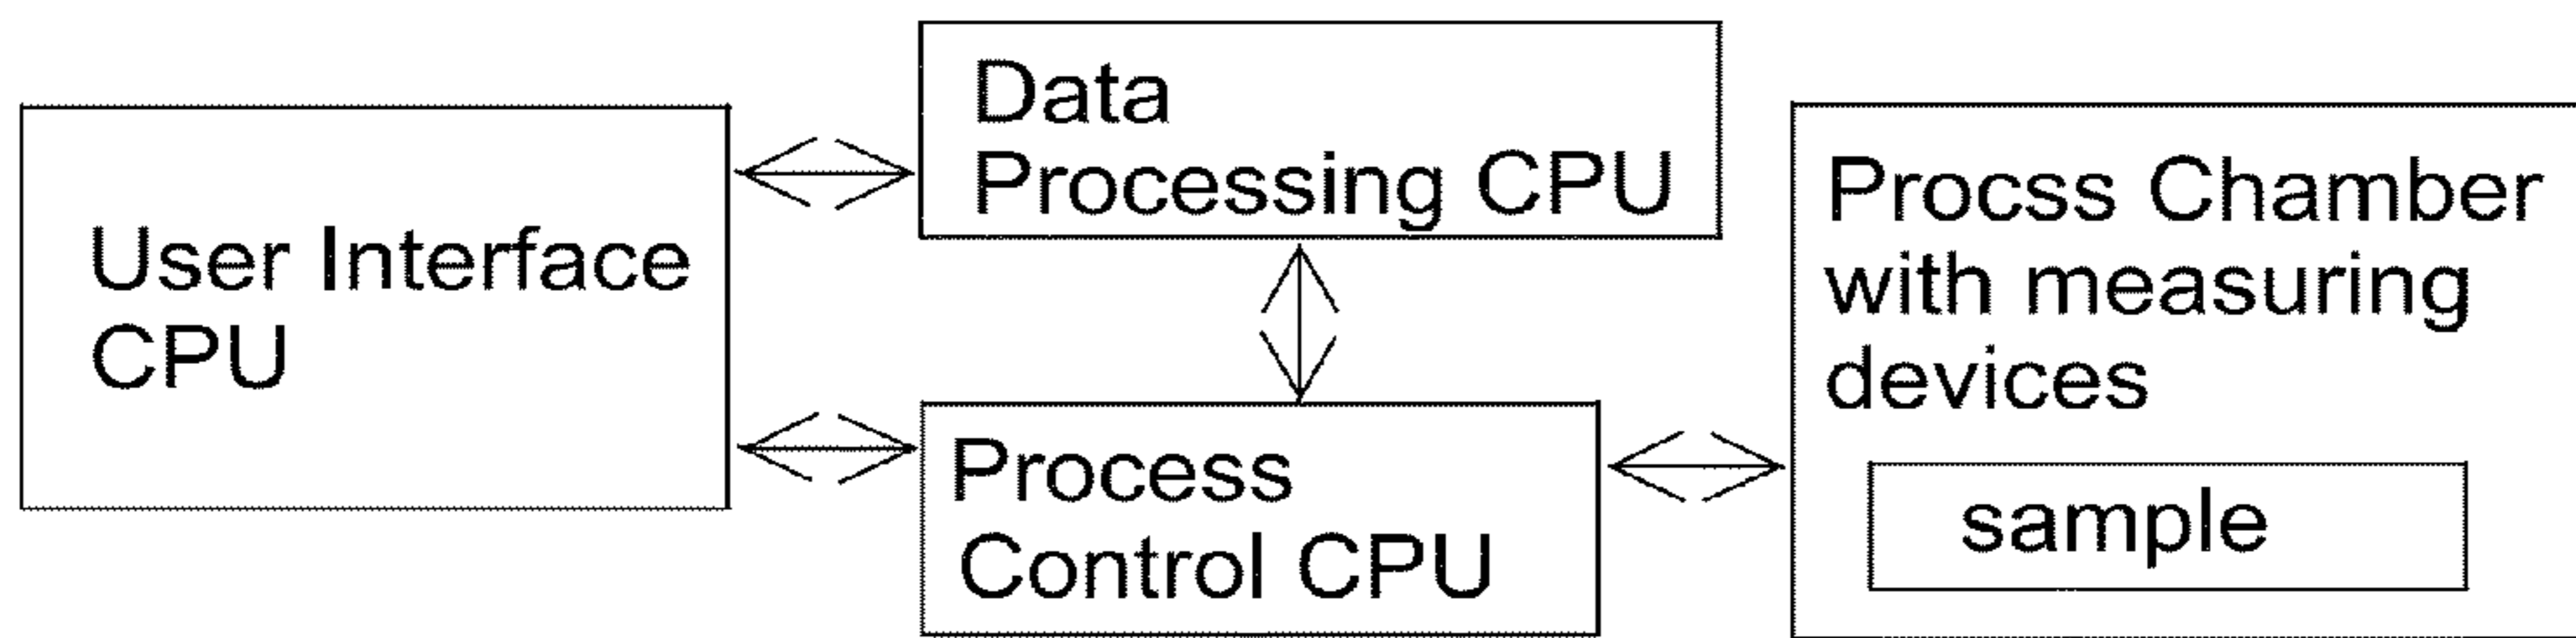 User Interface
CPU
Data
Processing CPU
Process
Control CPU
Procss Chamber
with measuring
devices
sample